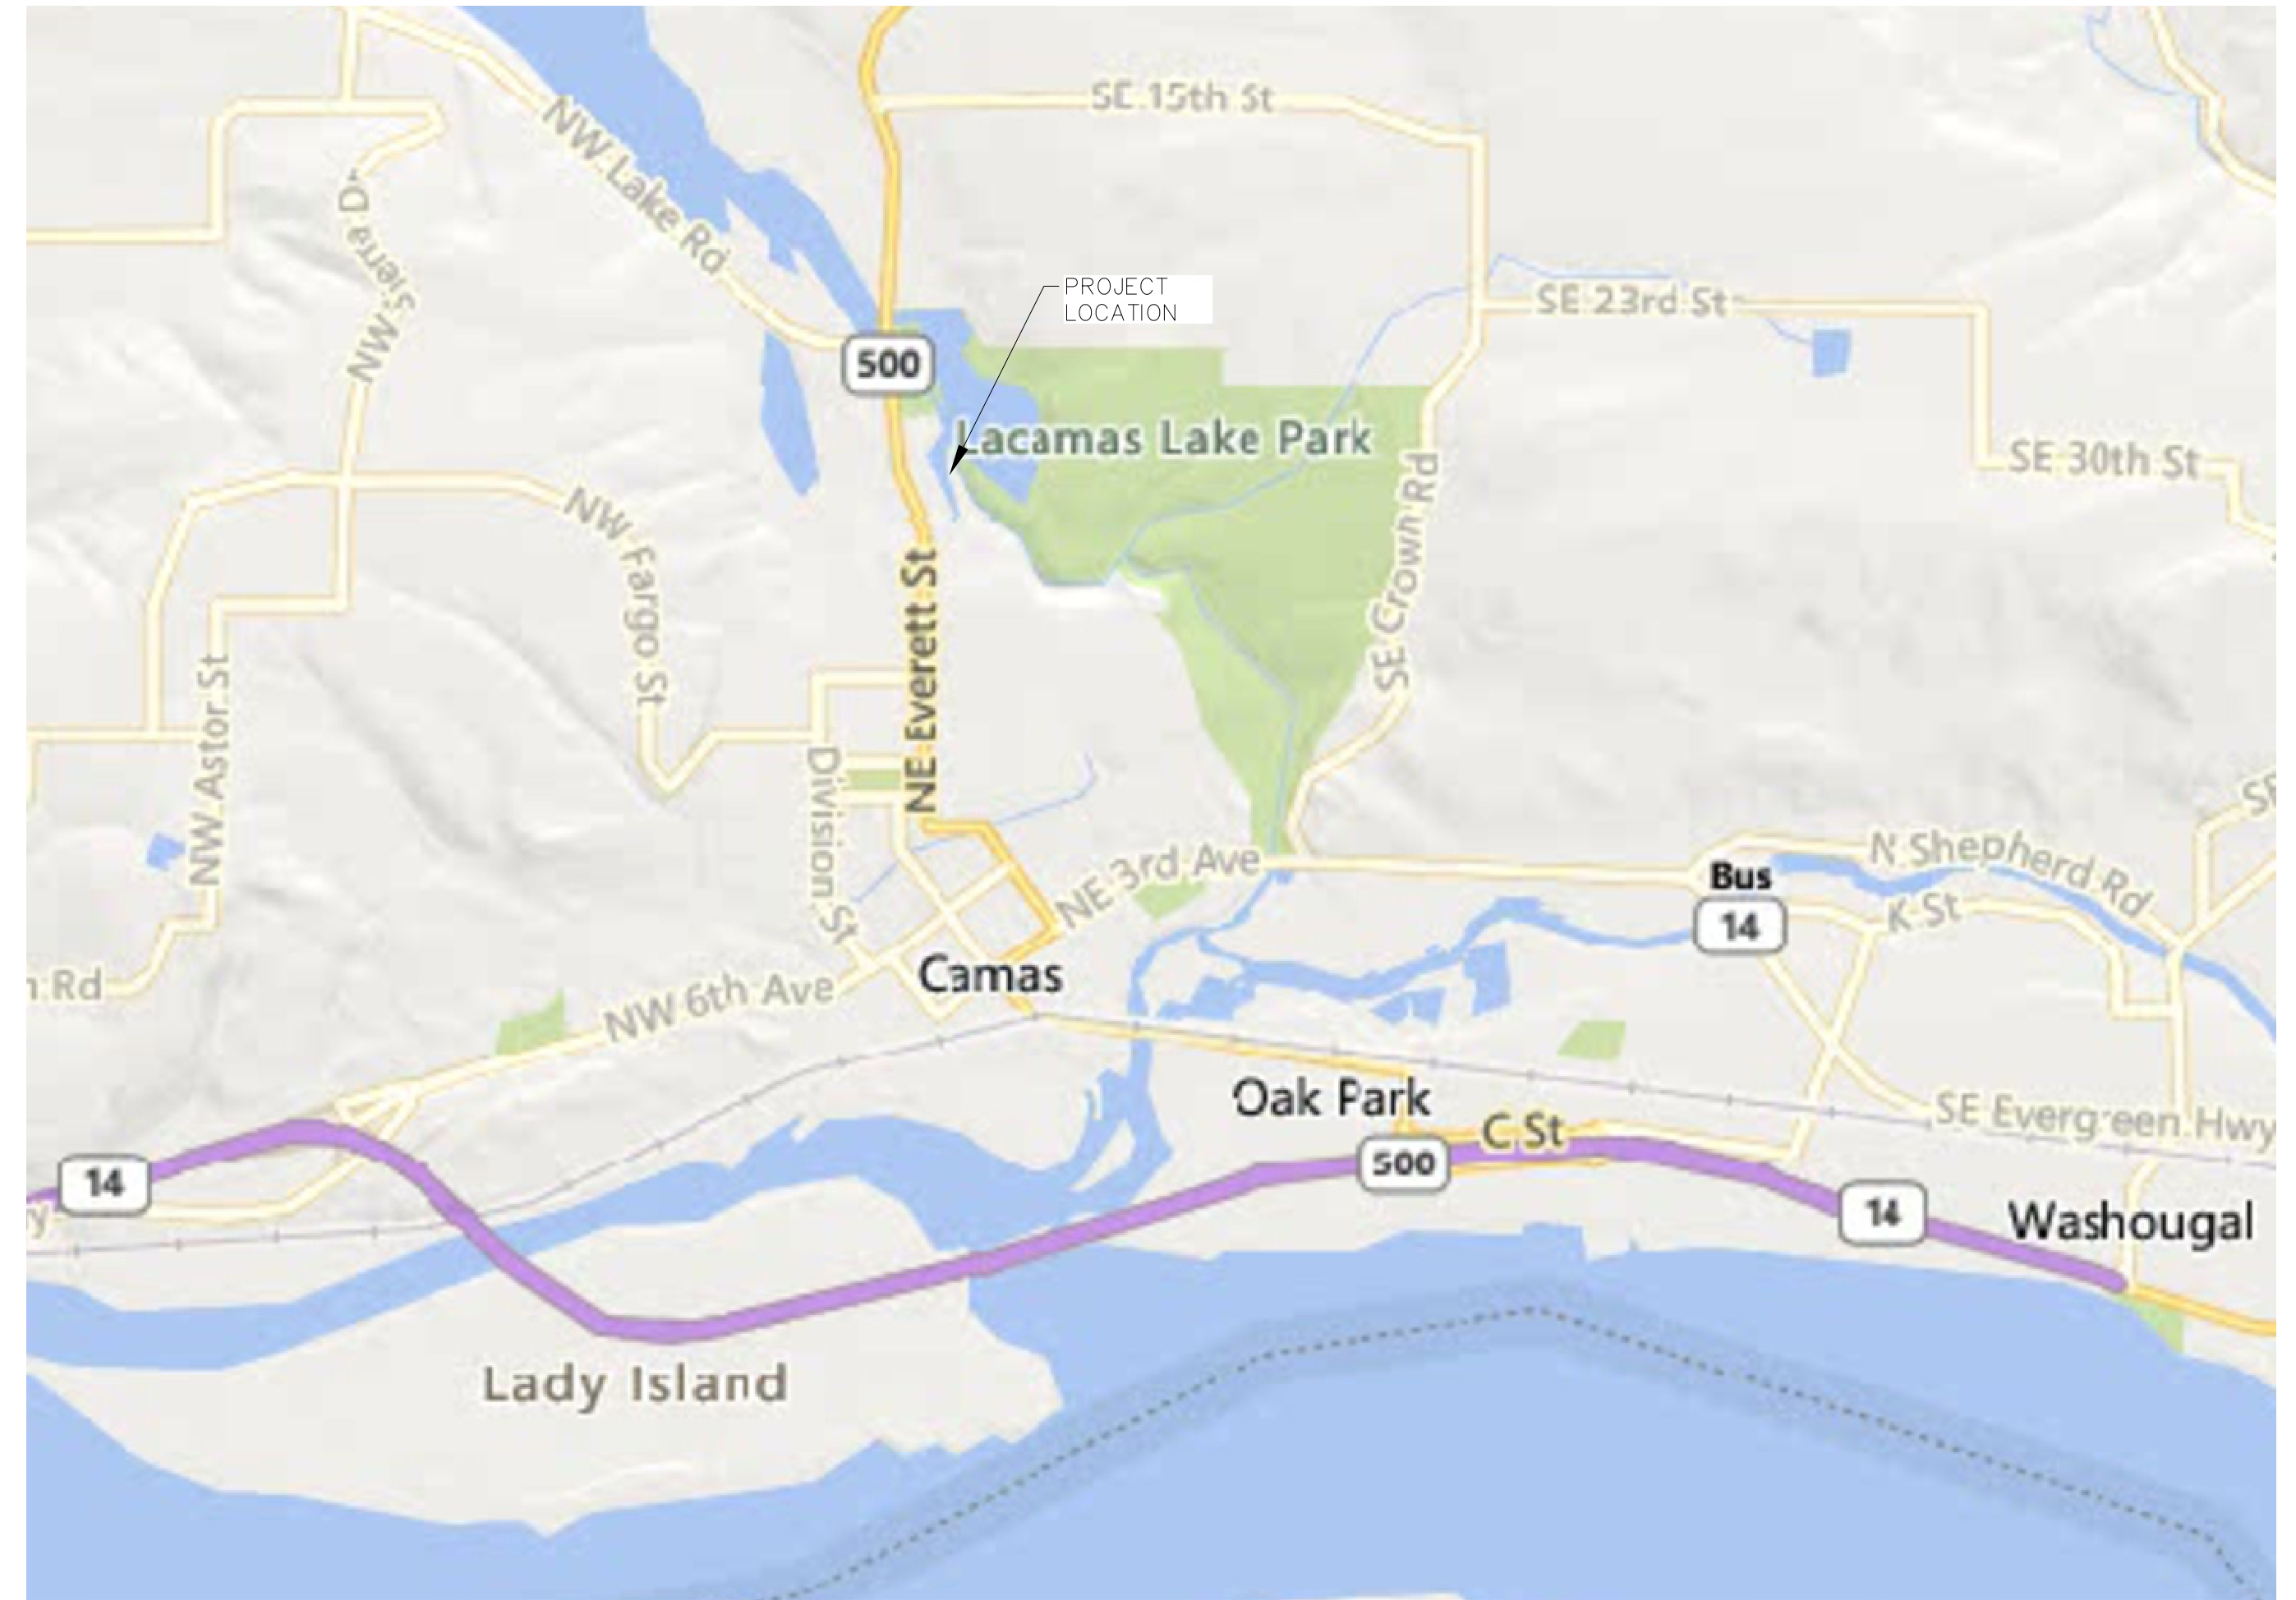 SE 15th St
NW Lake Rd
NW Sierra Dr
PROJECT
LOCATION
SE 23rd St
500
Lacamas Lake Park
SE 30th St
SE Crown Rd
NW Fargo St
NE Everett St
NW Astor St
Division St
NE 3rd Ave
N Shepherd Rd
Bus
14
K St
Camas
NW 6th Ave
Rd
Oak Park
C St
SE Evergreen Hwy
500
14
14
Washougal
Lady Island